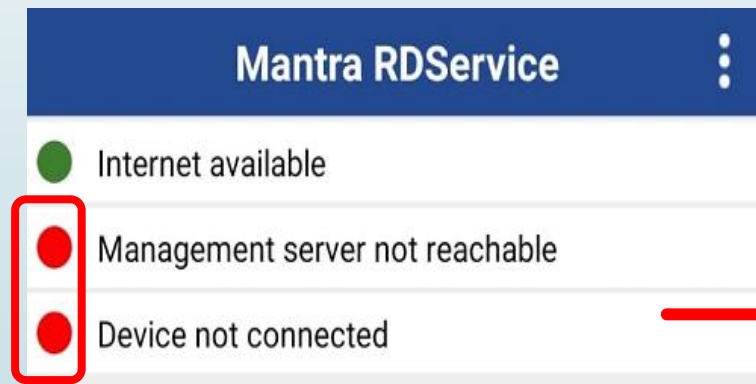 Mantra RDService
Internet available
Management server not reachable
Device not connected